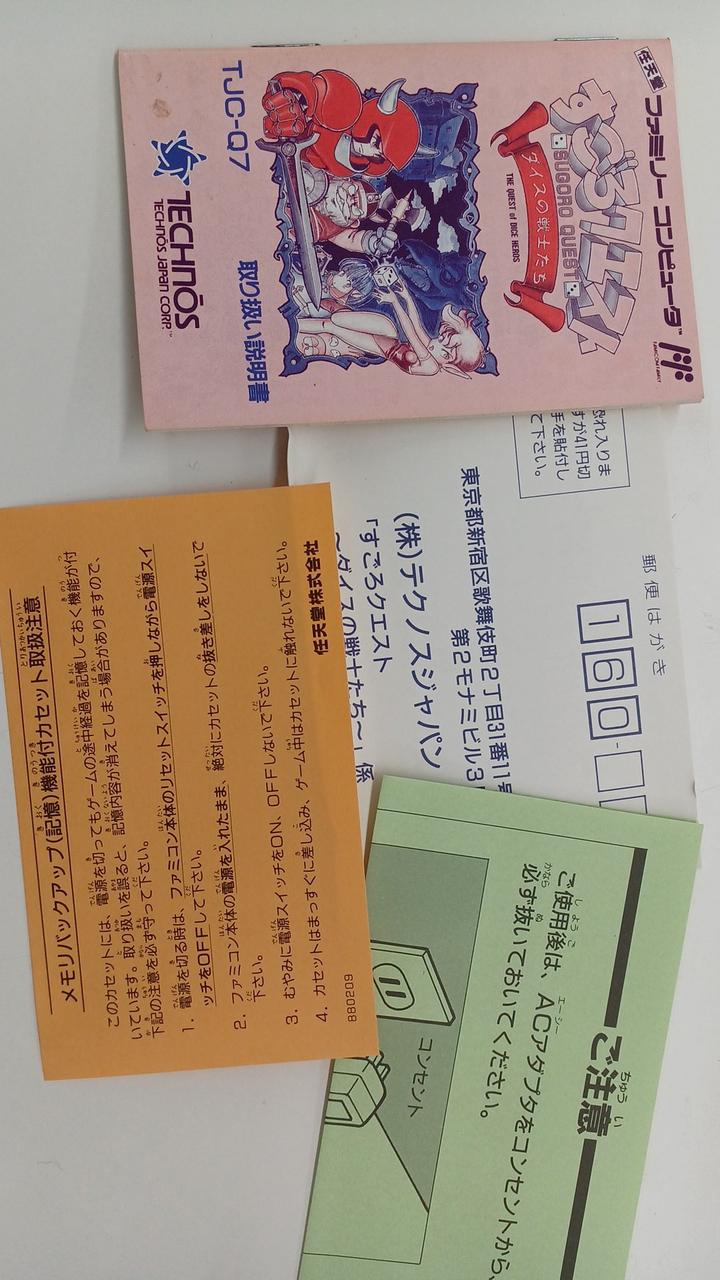 任天堂 ファミリー コンピュータ™
FAMICOM FAMILY
すごろクエスト
SUGORO QUEST
ダイスの戦士たち
THE QUEST of DICE HEROS
TJC-Q7
取り扱い説明書
TECHNŌS
TECHNŌS JAPAN CORP.™
恐れ入りま
すが41円切
手を貼付し
て下さい。
郵便はがき
160-
東京都新宿区歌舞伎町2丁目31番11号
第2モナミビル3
(株)テクノスジャパン
「すごろクエスト
〜ダイスの戦士たち〜」係
メモリバックアップ(記憶)機能付カセット取扱注意
このカセットには、電源を切ってもゲームの途中経過を記憶しておく機能が付
いています。取り扱いを誤ると、記憶内容が消えてしまう場合がありますので、
下記の注意を必ず守って下さい。
1. 電源を切る時は、ファミコン本体のリセットスイッチを押しながら電源スイ
ッチをOFFして下さい。
2. ファミコン本体の電源を入れたまま、絶対にカセットの抜き差しをしないで
下さい。
3. むやみに電源スイッチをON、OFFしないで下さい。
4. カセットはまっすぐに差し込み、ゲーム中はカセットに触れないで下さい。
880209
任天堂株式会社
ご注意
ご使用後は、ACアダプタをコンセントから、
必ず抜いておいてください。
コンセント